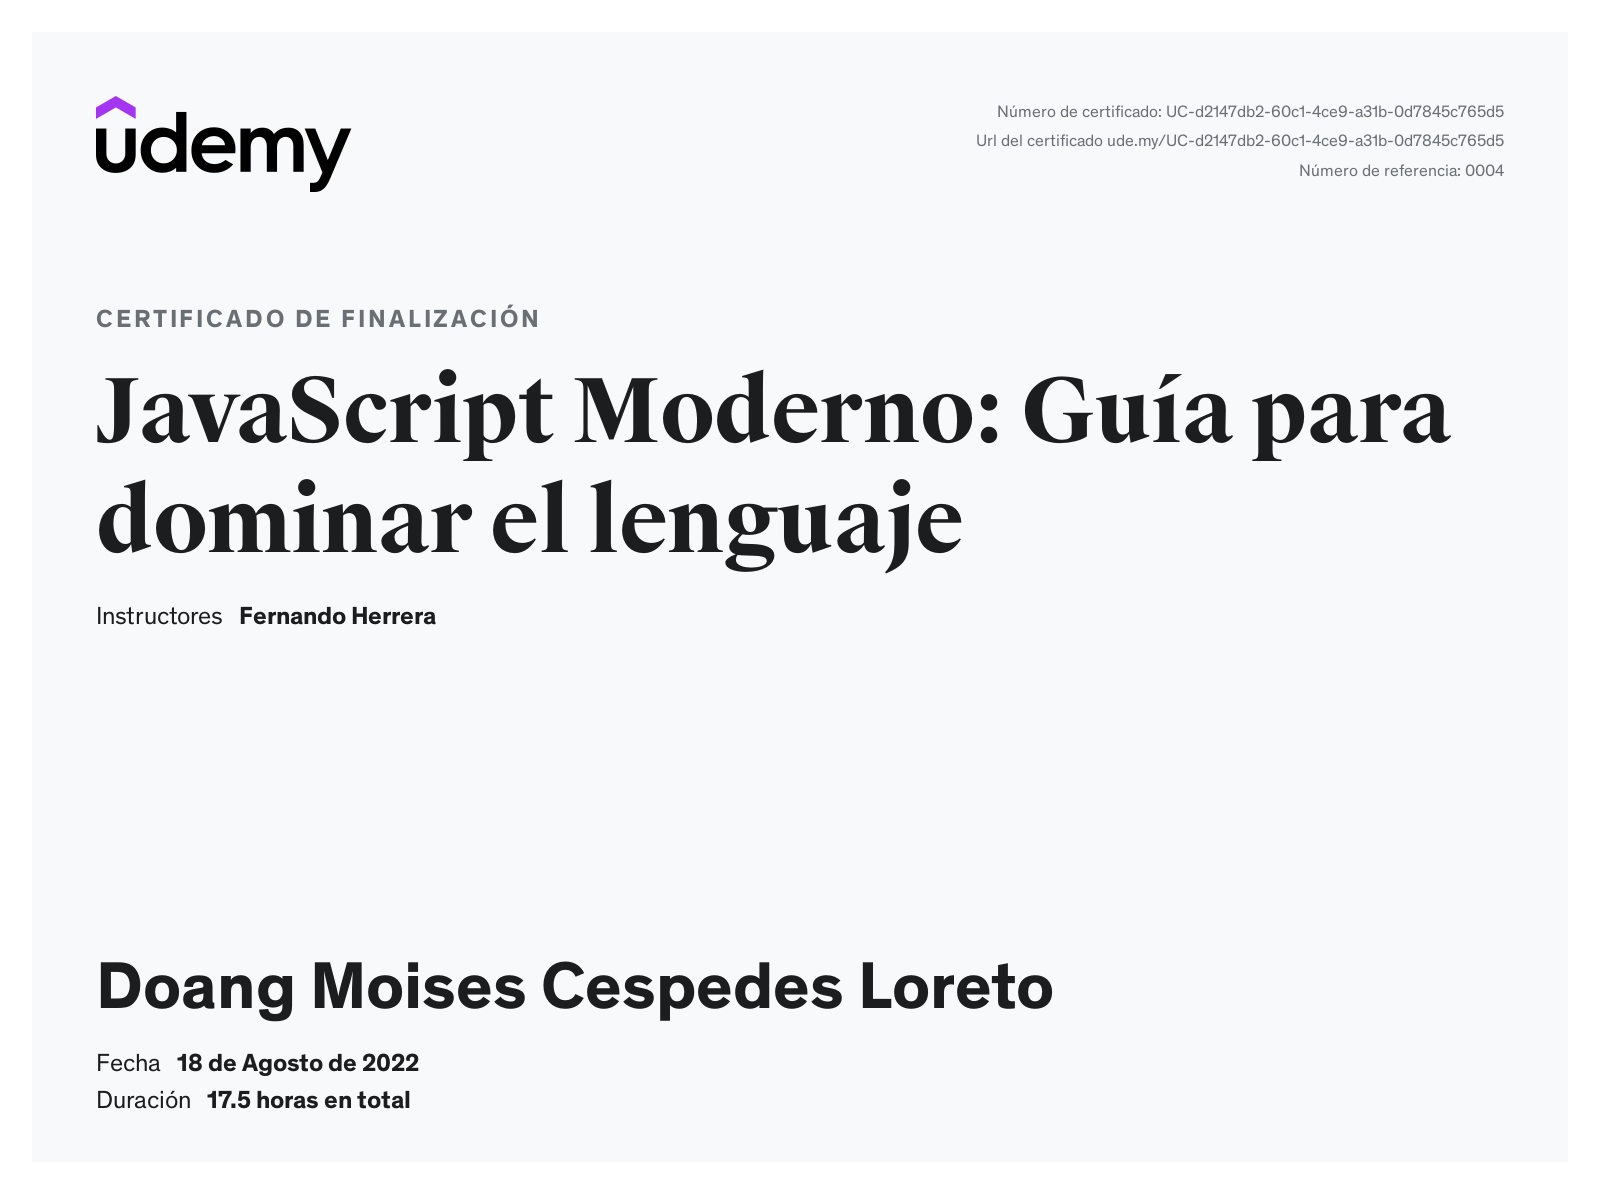 udemy
Número de certificado: UC-d2147db2-60c1-4ce9-a31b-0d7845c765d5
Url del certificado ude.my/UC-d2147db2-60c1-4ce9-a31b-0d7845c765d5
Número de referencia: 0004
CERTIFICADO DE FINALIZACIÓN
JavaScript Moderno: Guía para
dominar el lenguaje
Instructores Fernando Herrera
Doang Moises Cespedes Loreto
Fecha 18 de Agosto de 2022
Duración 17.5 horas en total